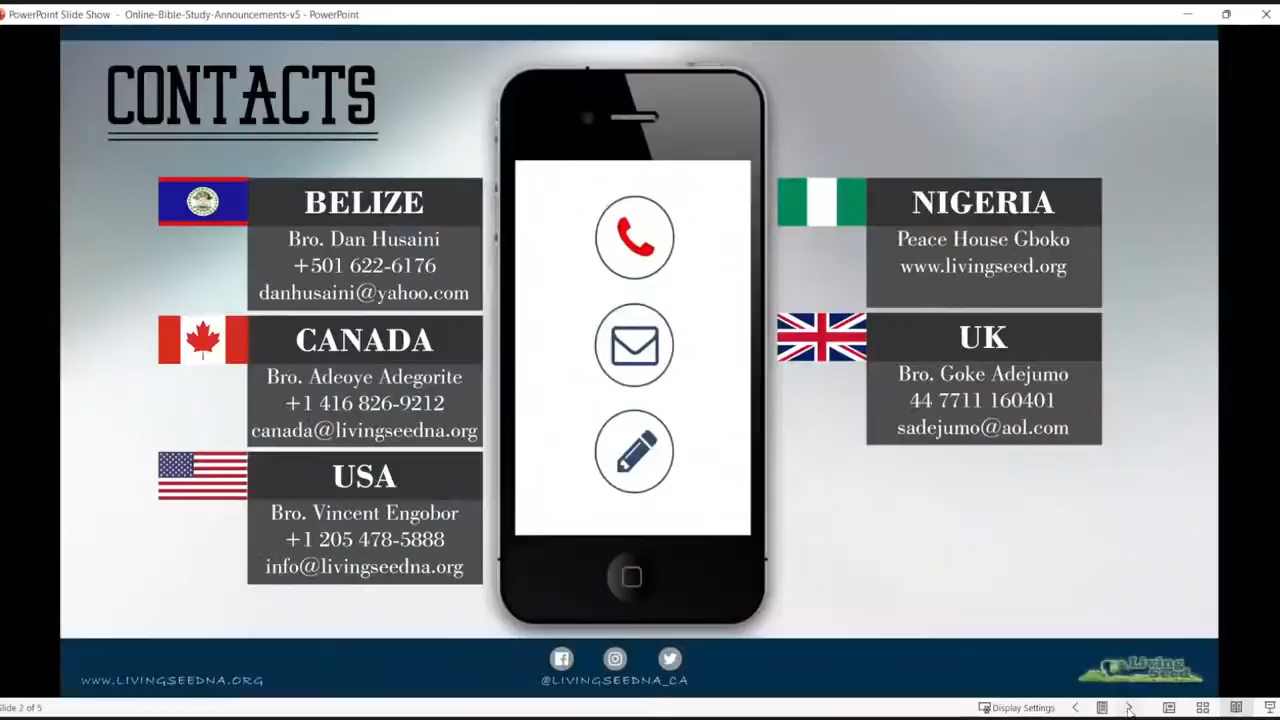 PowerPoint Slide Show - Online-Bible-Study-Announcements-v5 - PowerPoint
CONTACTS
BELIZE
Bro. Dan Husaini
+501 622-6176
danhusaini@yahoo.com
CANADA
Bro. Adeoye Adegorite
+1 416 826-9212
canada@livingseedna.org
USA
Bro. Vincent Engobor
+1 205 478-5888
info@livingseedna.org
NIGERIA
Peace House Gboko
www.livingseed.org
UK
Bro. Goke Adejumo
44 7711 160401
sadejumo@aol.com
WWW.LIVINGSEEDNA.ORG
@LIVINGSEEDNA_CA
Living
Seed
Slide 2 of 5
Display Settings